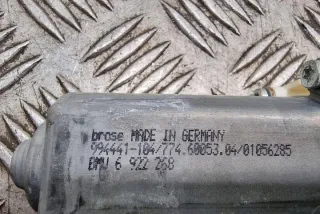 brose MADE IN GERMANY
994441-104/774.60053.04/01056285
BMW 6 922 268